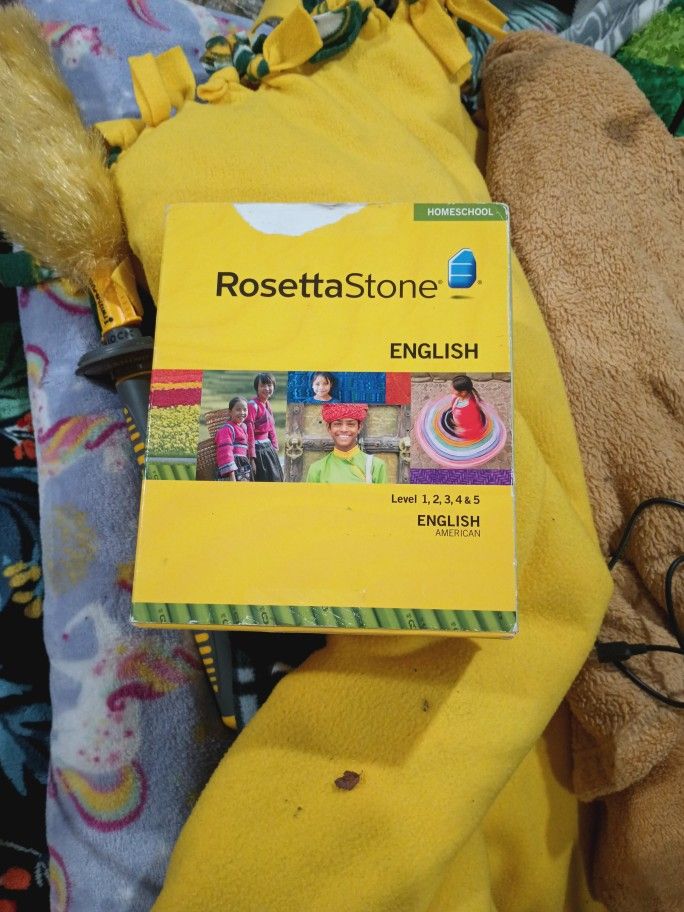 HOMESCHOOL
RosettaStone®
ENGLISH
Level 1, 2, 3, 4 & 5
ENGLISH
AMERICAN